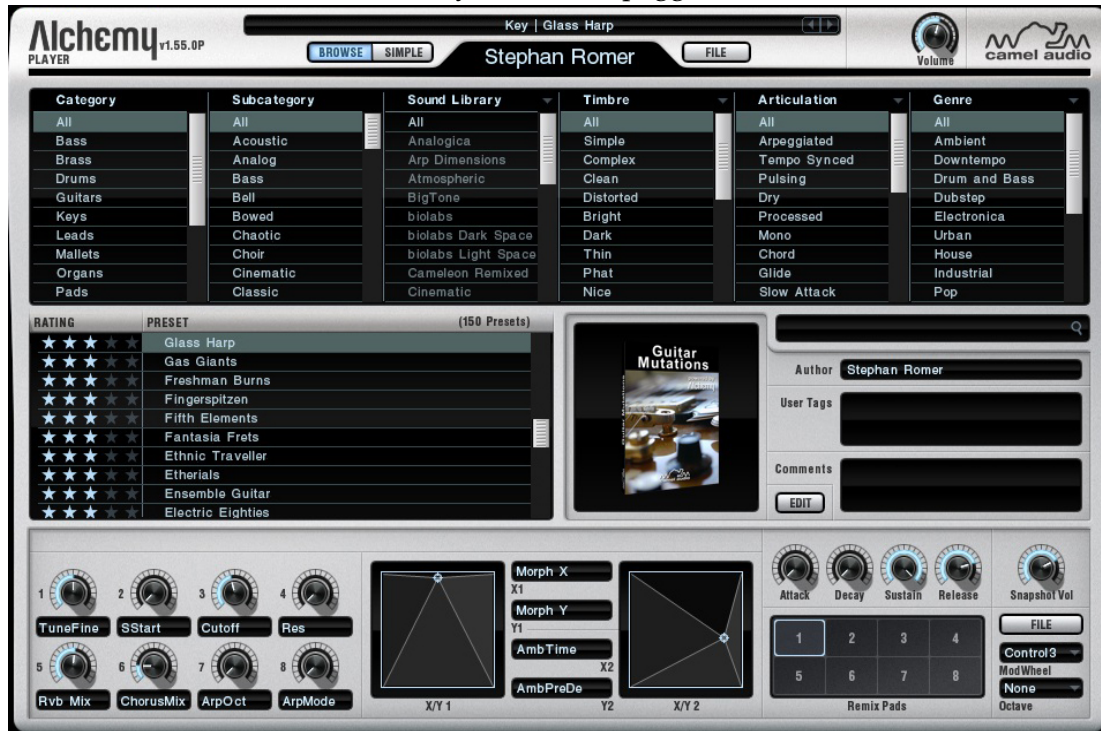 Key | Glass Harp
Alchemy v1.55.0P
PLAYER
BROWSE SIMPLE
Stephan Romer
FILE
Volume
camel audio
Category Subcategory Sound Library Timbre Articulation Genre
All All All All All All
Bass Acoustic Analogica Simple Arpeggiated Ambient
Brass Analog Arp Dimensions Complex Tempo Synced Downtempo
Drums Bass Atmospheric Clean Pulsing Drum and Bass
Guitars Bell BigTone Distorted Dry Dubstep
Keys Bowed biolabs Bright Processed Electronica
Leads Chaotic biolabs Dark Space Dark Mono Urban
Mallets Choir biolabs Light Space Thin Chord House
Organs Cinematic Cameleon Remixed Phat Glide Industrial
Pads Classic Cinematic Nice Slow Attack Pop
RATING PRESET (150 Presets)
Glass Harp
Gas Giants
Freshman Burns
Fingerspitzen
Fifth Elements
Fantasia Frets
Ethnic Traveller
Etherials
Ensemble Guitar
Electric Eighties
Guitar
Mutations
Alchemy
camel audio
Author Stephan Romer
User Tags
Comments
EDIT
1 2 3 4
TuneFine SStart Cutoff Res
5 6 7 8
Rvb Mix ChorusMix ArpOct ArpMode
Morph X
X1
Morph Y
Y1
AmbTime
X2
AmbPreDe
X/Y 1 Y2 X/Y 2
Attack Decay Sustain Release Snapshot Vol
1 2 3 4
5 6 7 8
Remix Pads
FILE
Control3
ModWheel
None
Octave